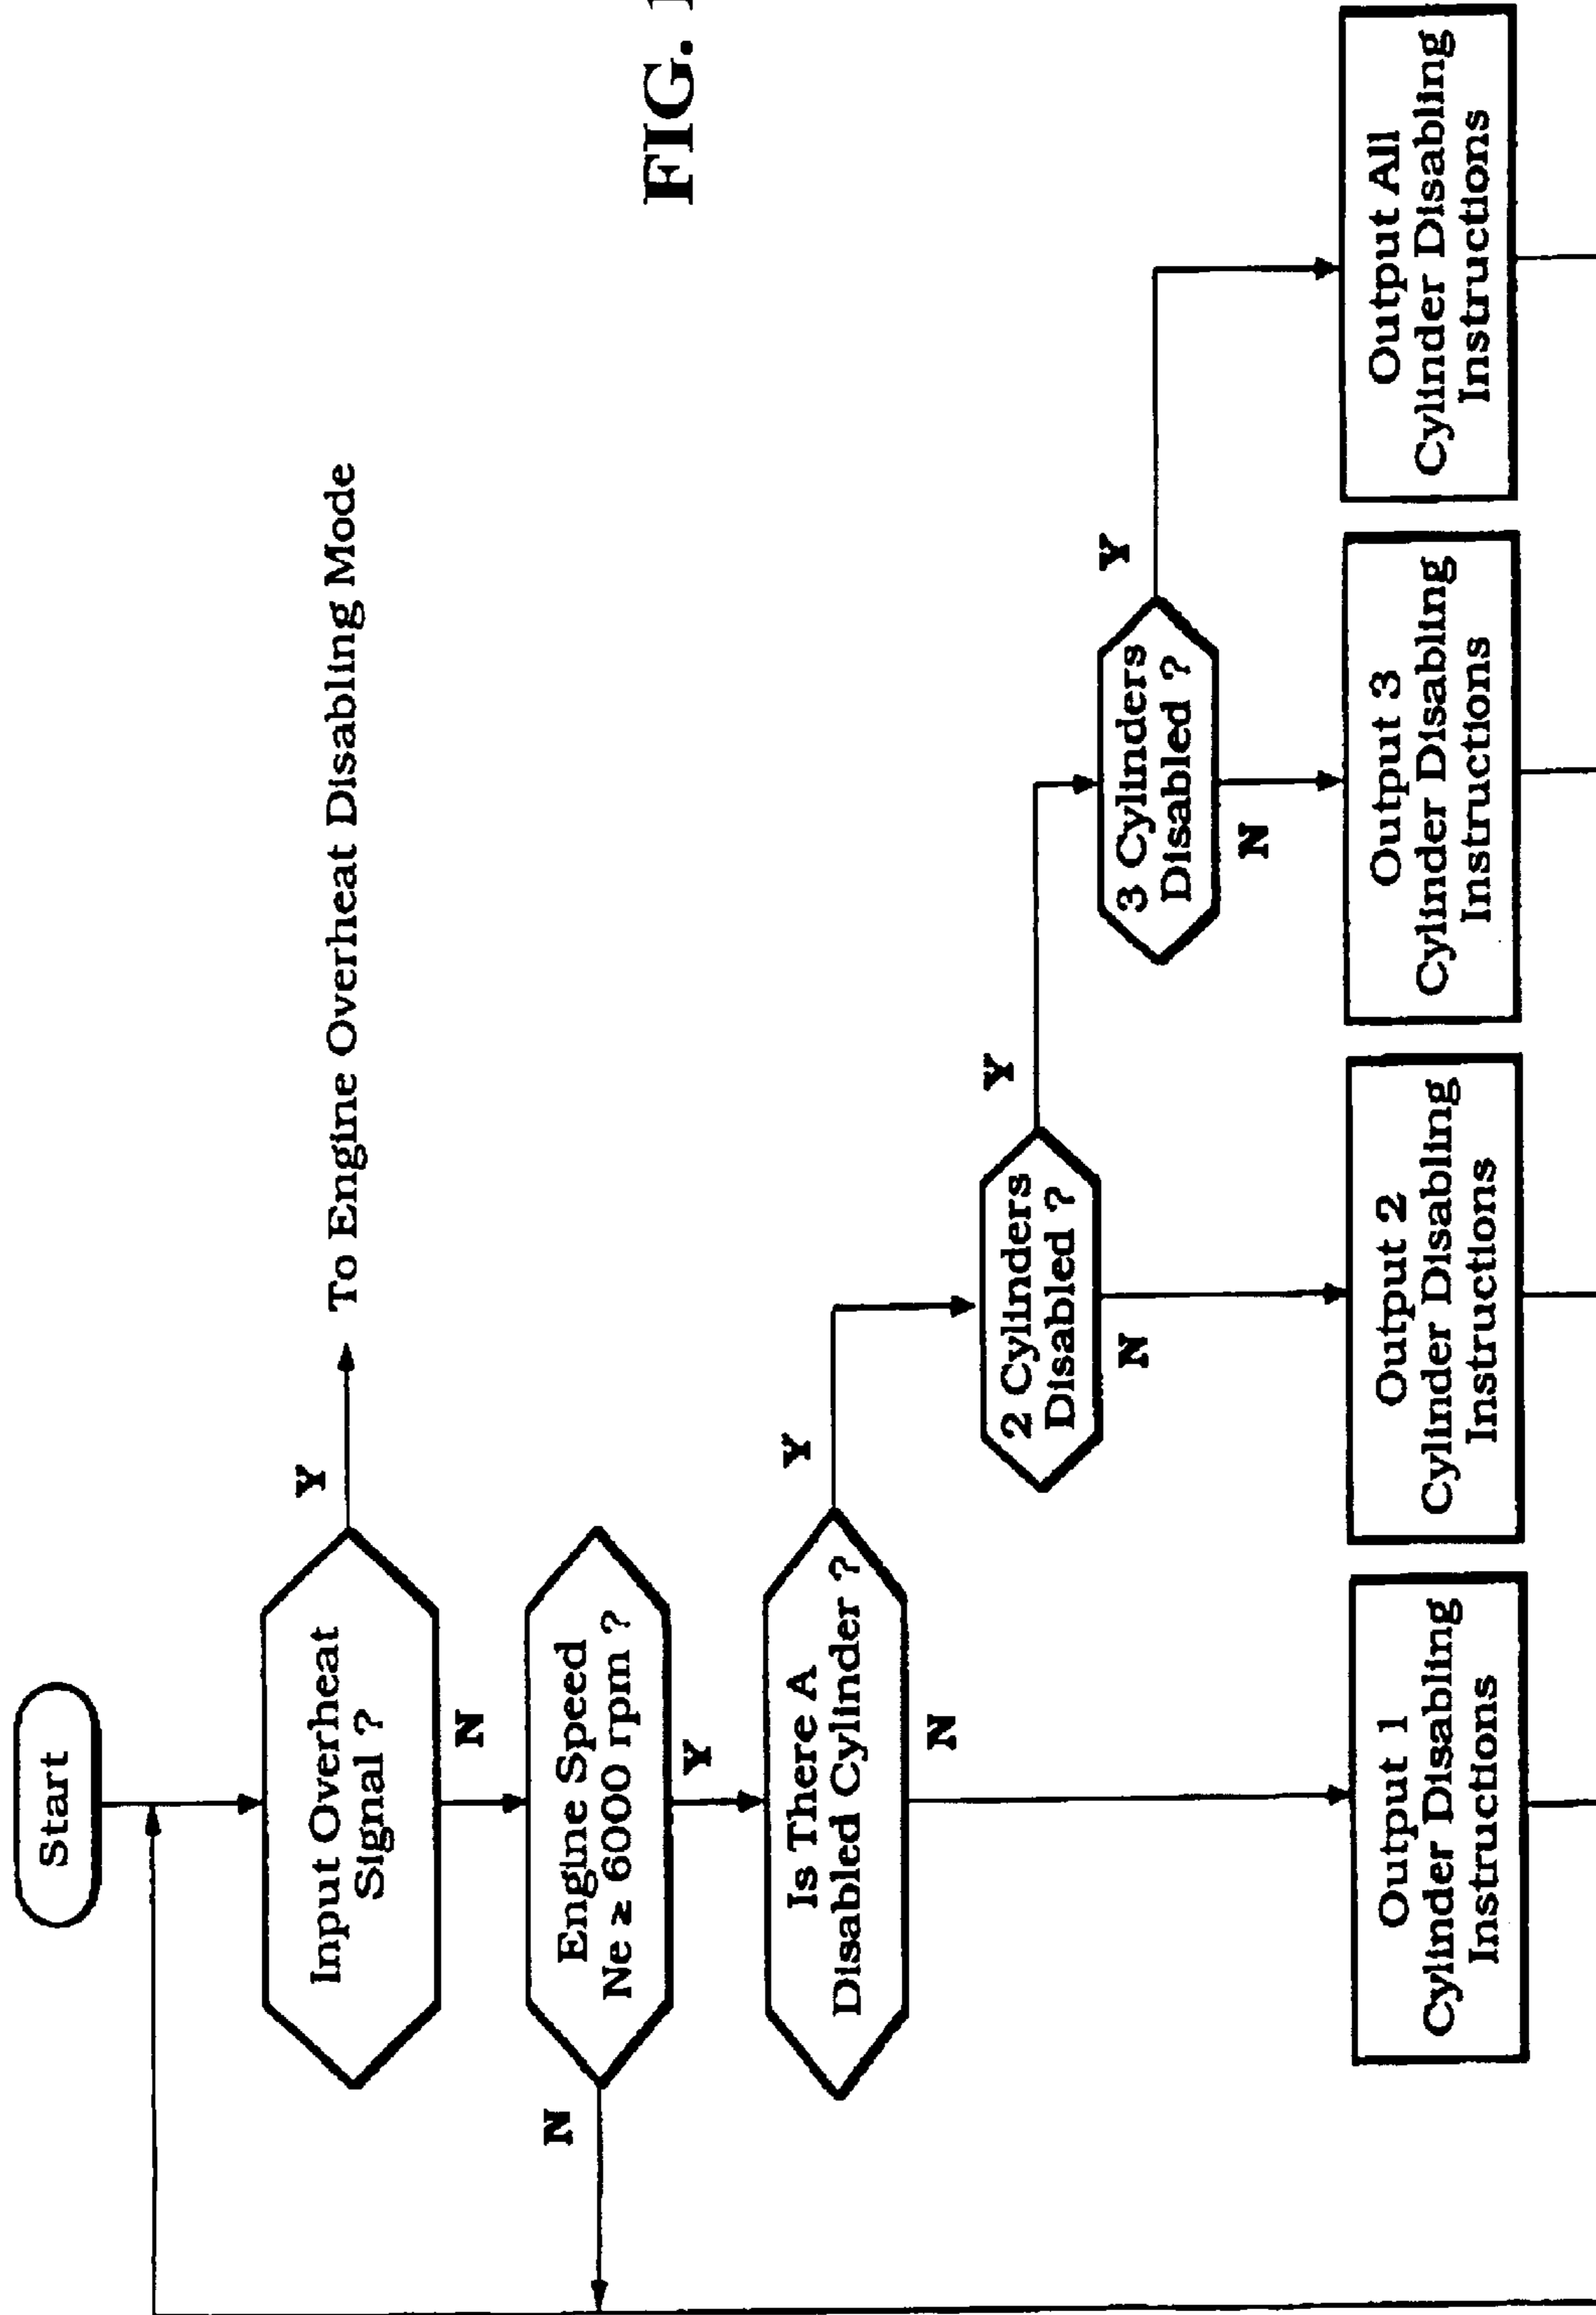 Start
Input Overheat
Signal ?
Y
To Engine Overheat Disabling Mode
N
Engine Speed
Ne ≥ 6000 rpm ?
N
Y
Is There A
Disabled Cylinder ?
Y
N
2 Cylinders
Disabled ?
Y
N
3 Cylinders
Disabled ?
Y
N
Output 1
Cylinder Disabling
Instructions
Output 2
Cylinder Disabling
Instructions
Output 3
Cylinder Disabling
Instructions
Output All
Cylinder Disabling
Instructions
FIG.